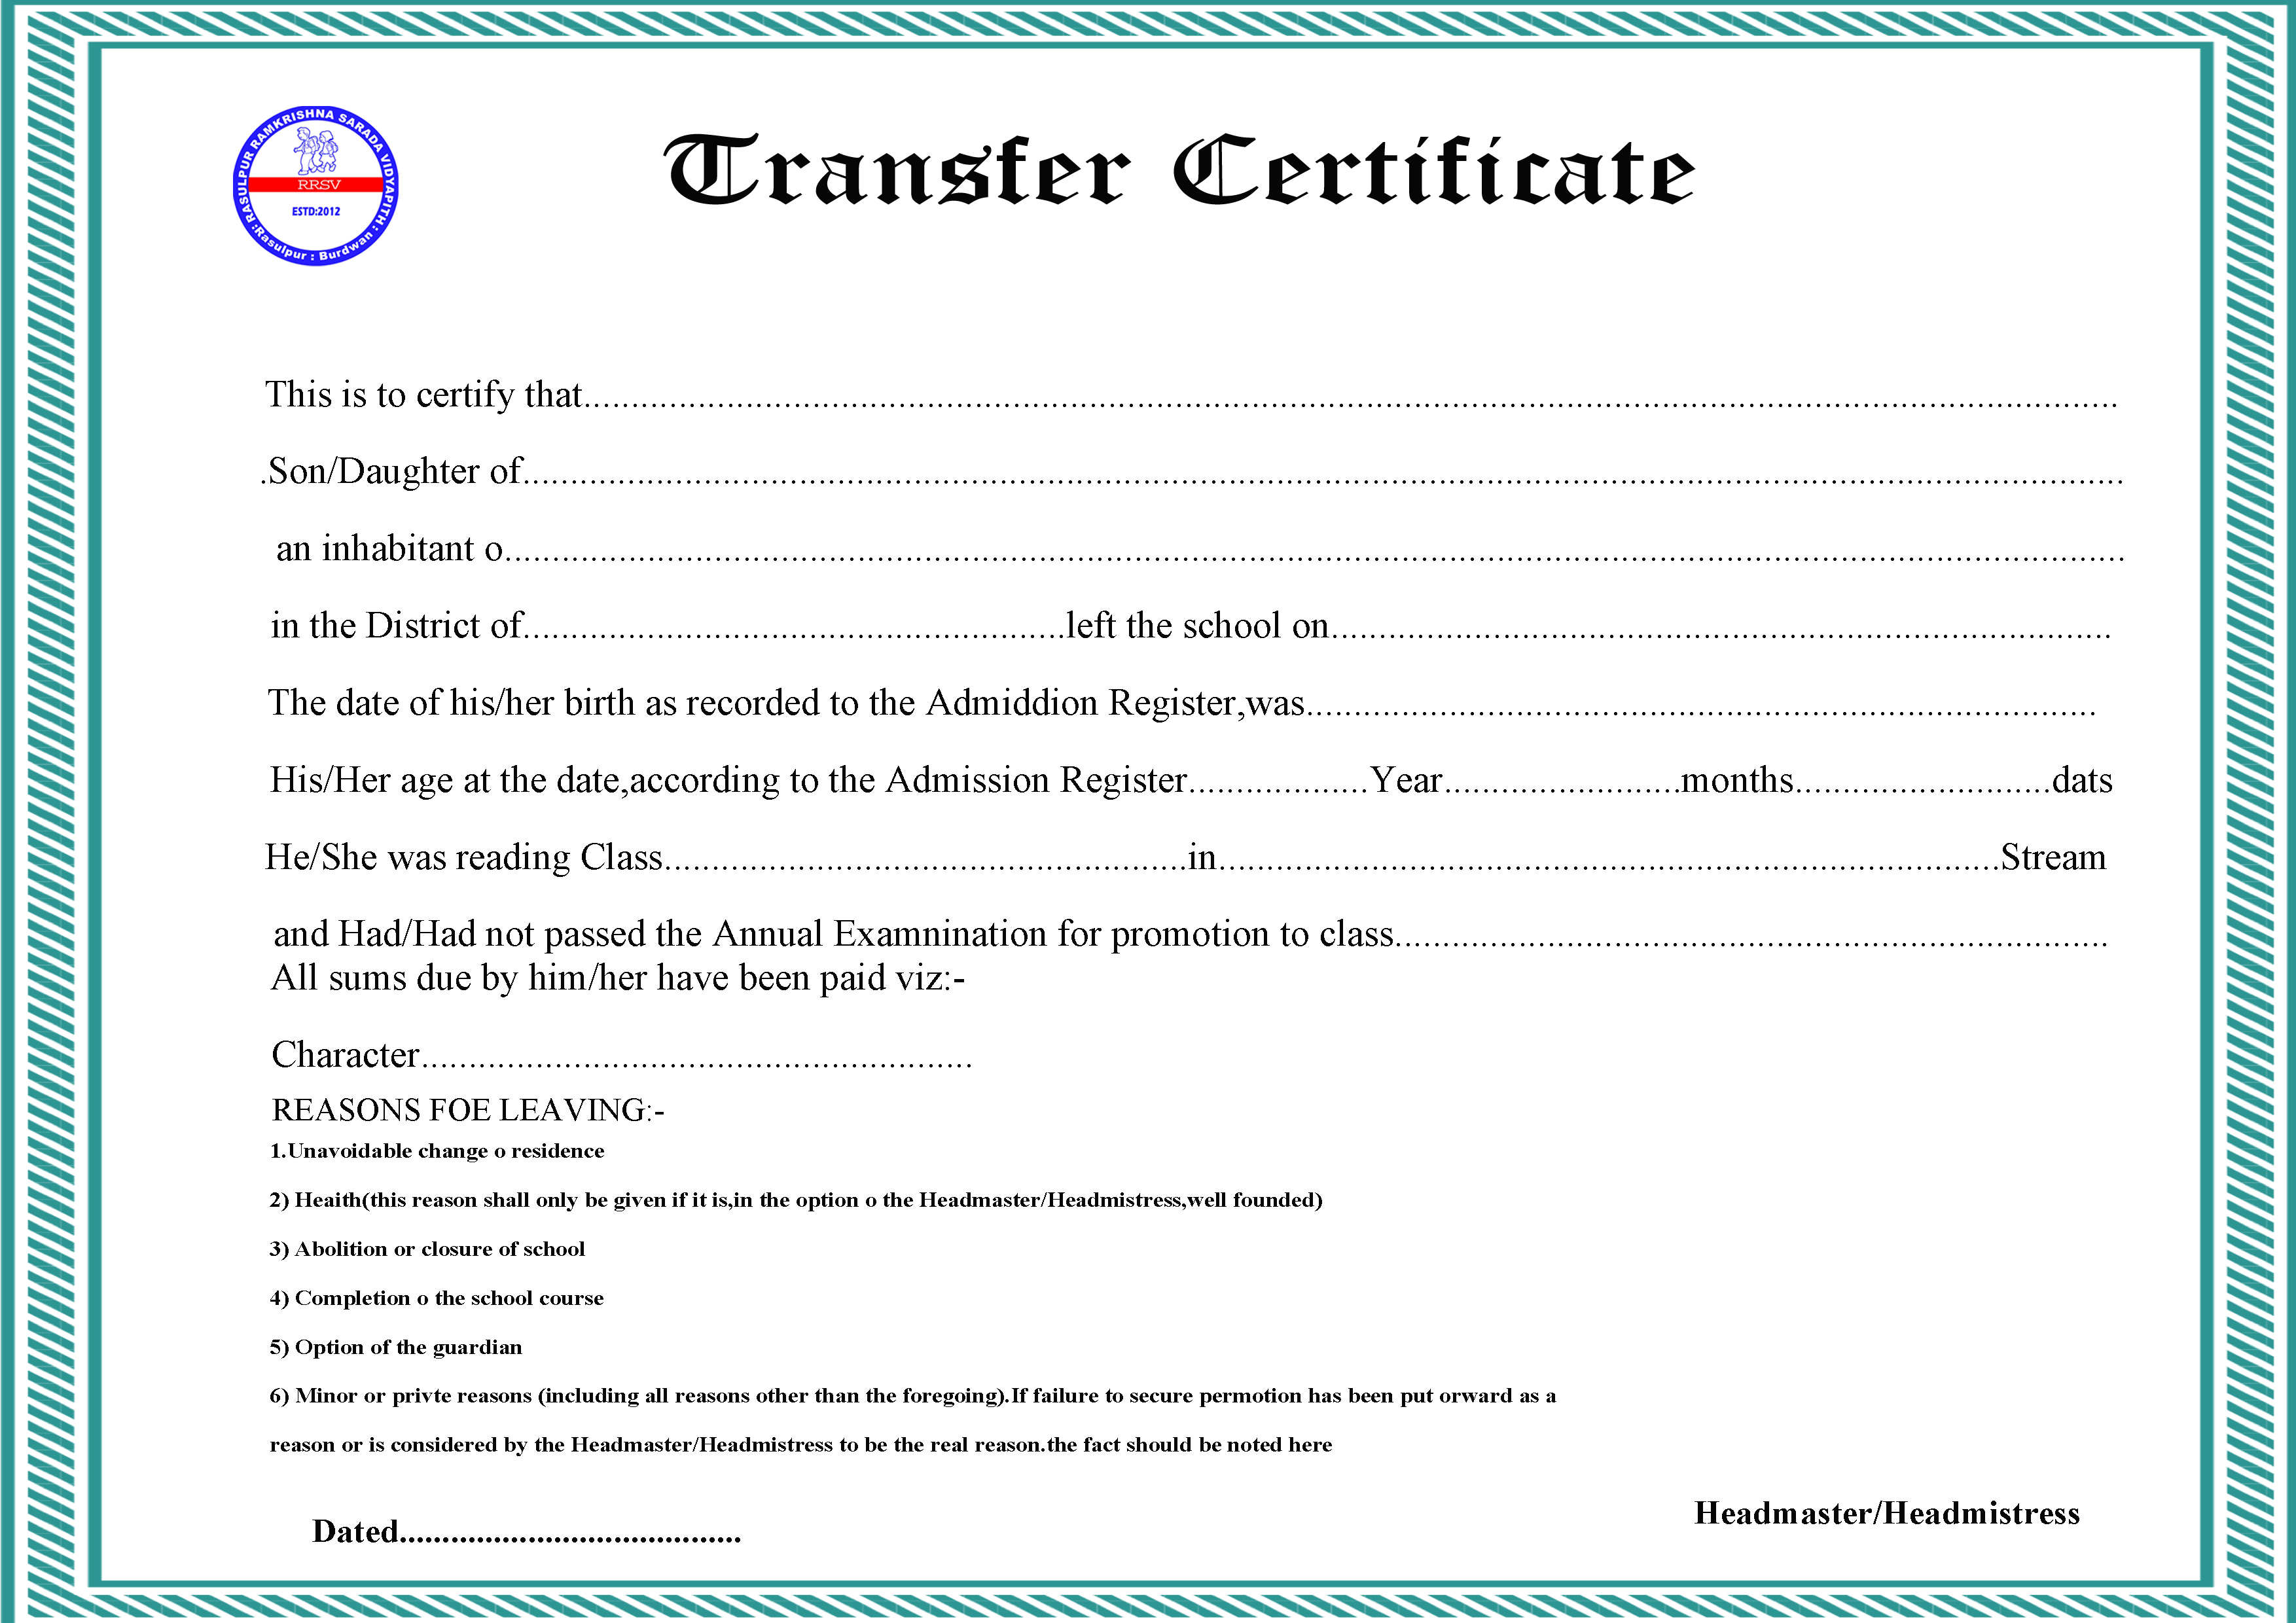 RASULPUR RAMKRISHNA SARADA VIDYAPITH
RRSV
ESTD:2012
:Rasulpur : Burdwan :
Transfer Certificate
This is to certify that................................................................................
.Son/Daughter of................................................................................
an inhabitant o................................................................................
in the District of........................................left the school on........................................
The date of his/her birth as recorded to the Admiddion Register,was........................................
His/Her age at the date,according to the Admission Register...................Year.........................months...........................dats
He/She was reading Class........................................in........................................Stream
and Had/Had not passed the Annual Examnination for promotion to class........................................
All sums due by him/her have been paid viz:-
Character........................................
REASONS FOE LEAVING:-
1.Unavoidable change o residence
2) Heaith(this reason shall only be given if it is,in the option o the Headmaster/Headmistress,well founded)
3) Abolition or closure of school
4) Completion o the school course
5) Option of the guardian
6) Minor or privte reasons (including all reasons other than the foregoing).If failure to secure permotion has been put orward as a
reason or is considered by the Headmaster/Headmistress to be the real reason.the fact should be noted here
Headmaster/Headmistress
Dated.......................................